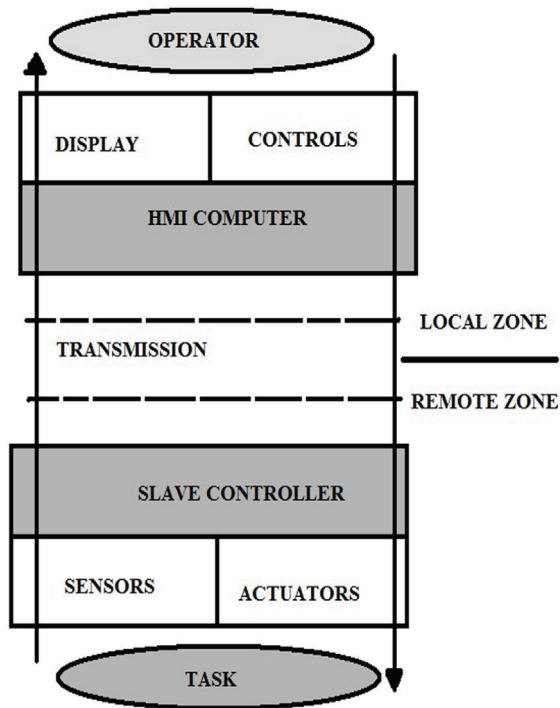 OPERATOR
DISPLAY
CONTROLS
HMI COMPUTER
LOCAL ZONE
TRANSMISSION
REMOTE ZONE
SLAVE CONTROLLER
SENSORS
ACTUATORS
TASK